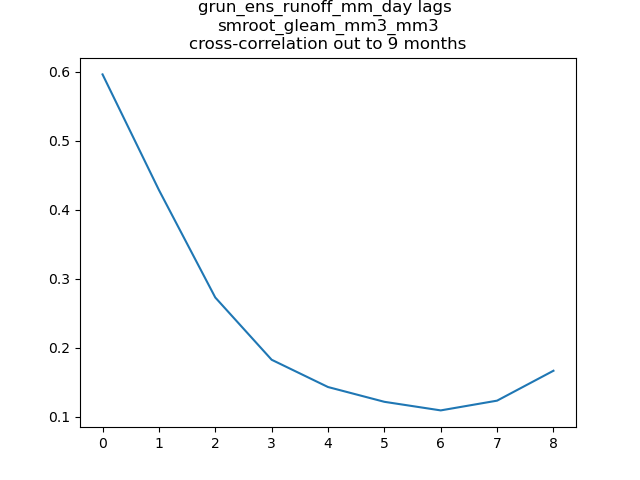 grun_ens_runoff_mm_day lags
smroot_gleam_mm3_mm3
cross-correlation out to 9 months
0.6
0.5
0.4
0.3
0.2
0.1
0 1 2 3 4 5 6 7 8